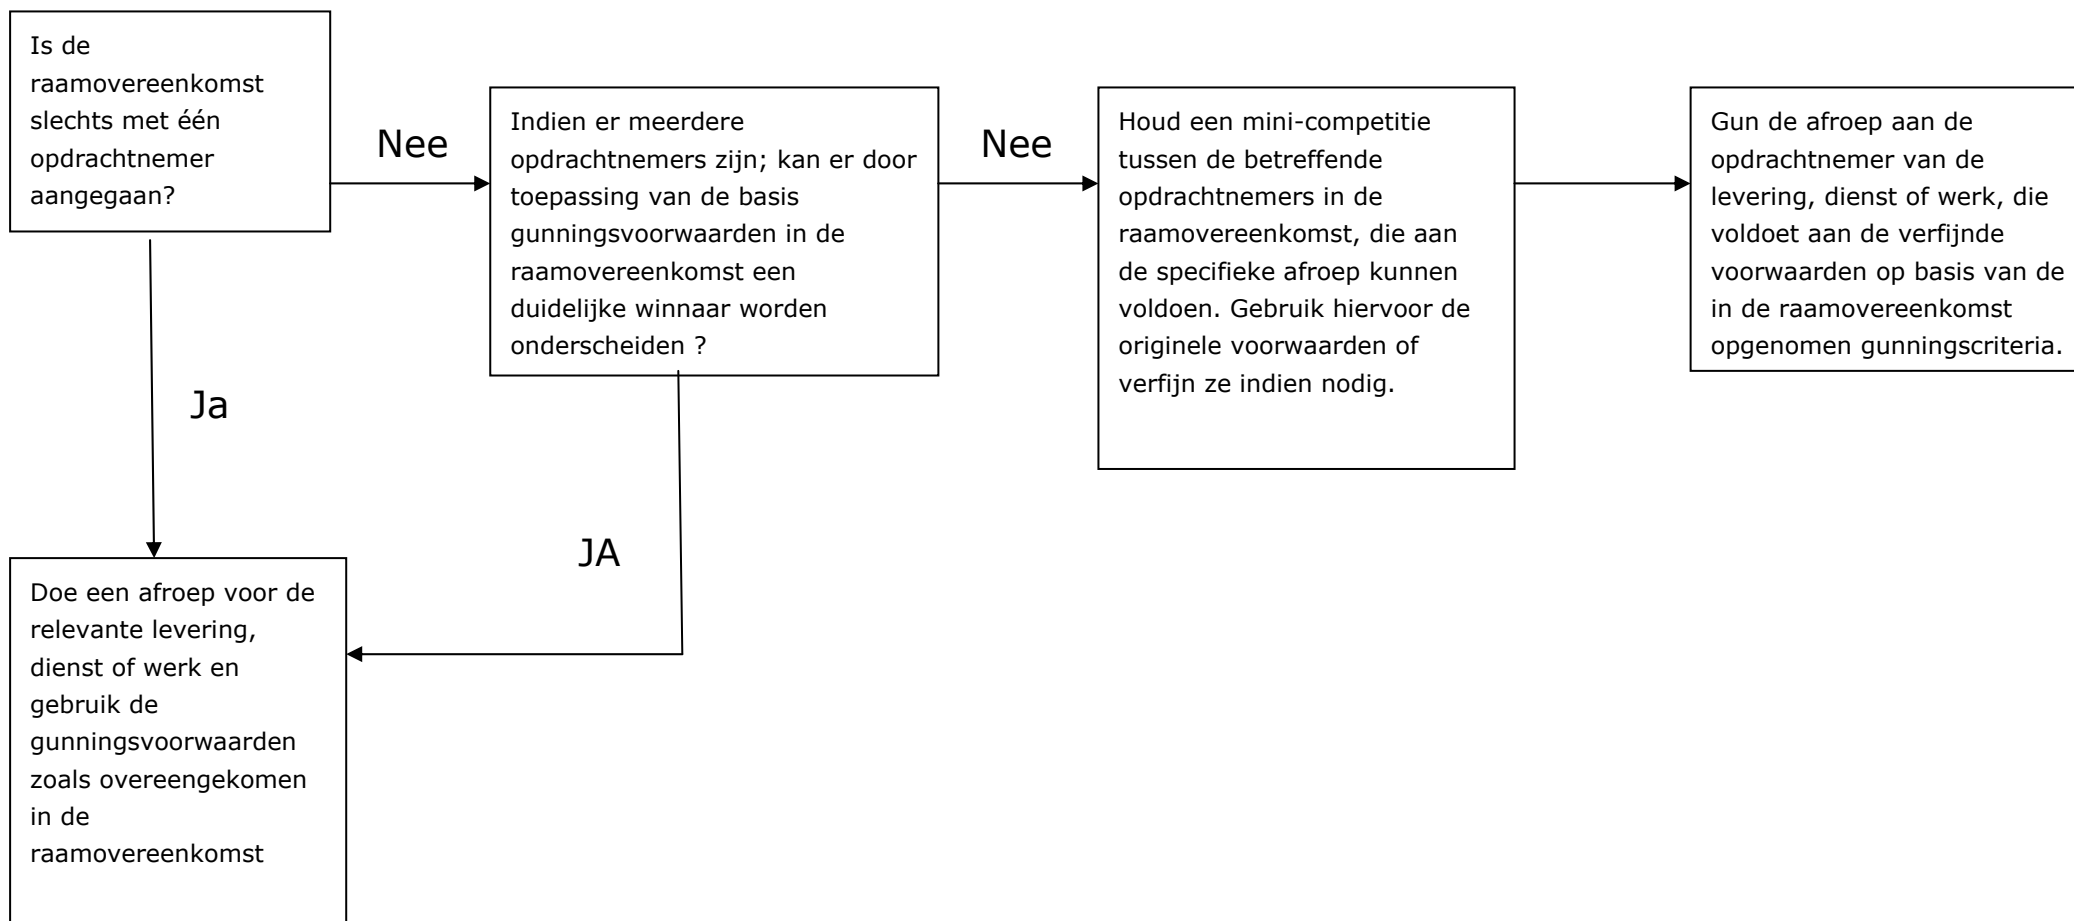 Is de
raamovereenkomst
slechts met één
opdrachtnemer
aangegaan?
Nee
Indien er meerdere
opdrachtnemers zijn; kan er door
toepassing van de basis
gunningsvoorwaarden in de
raamovereenkomst een
duidelijke winnaar worden
onderscheiden ?
Nee
Houd een mini-competitie
tussen de betreffende
opdrachtnemers in de
raamovereenkomst, die aan
de specifieke afroep kunnen
voldoen. Gebruik hiervoor de
originele voorwaarden of
verfijn ze indien nodig.
Gun de afroep aan de
opdrachtnemer van de
levering, dienst of werk, die
voldoet aan de verfijnde
voorwaarden op basis van de
in de raamovereenkomst
opgenomen gunningscriteria.
Ja
JA
Doe een afroep voor de
relevante levering,
dienst of werk en
gebruik de
gunningsvoorwaarden
zoals overeengekomen
in de
raamovereenkomst